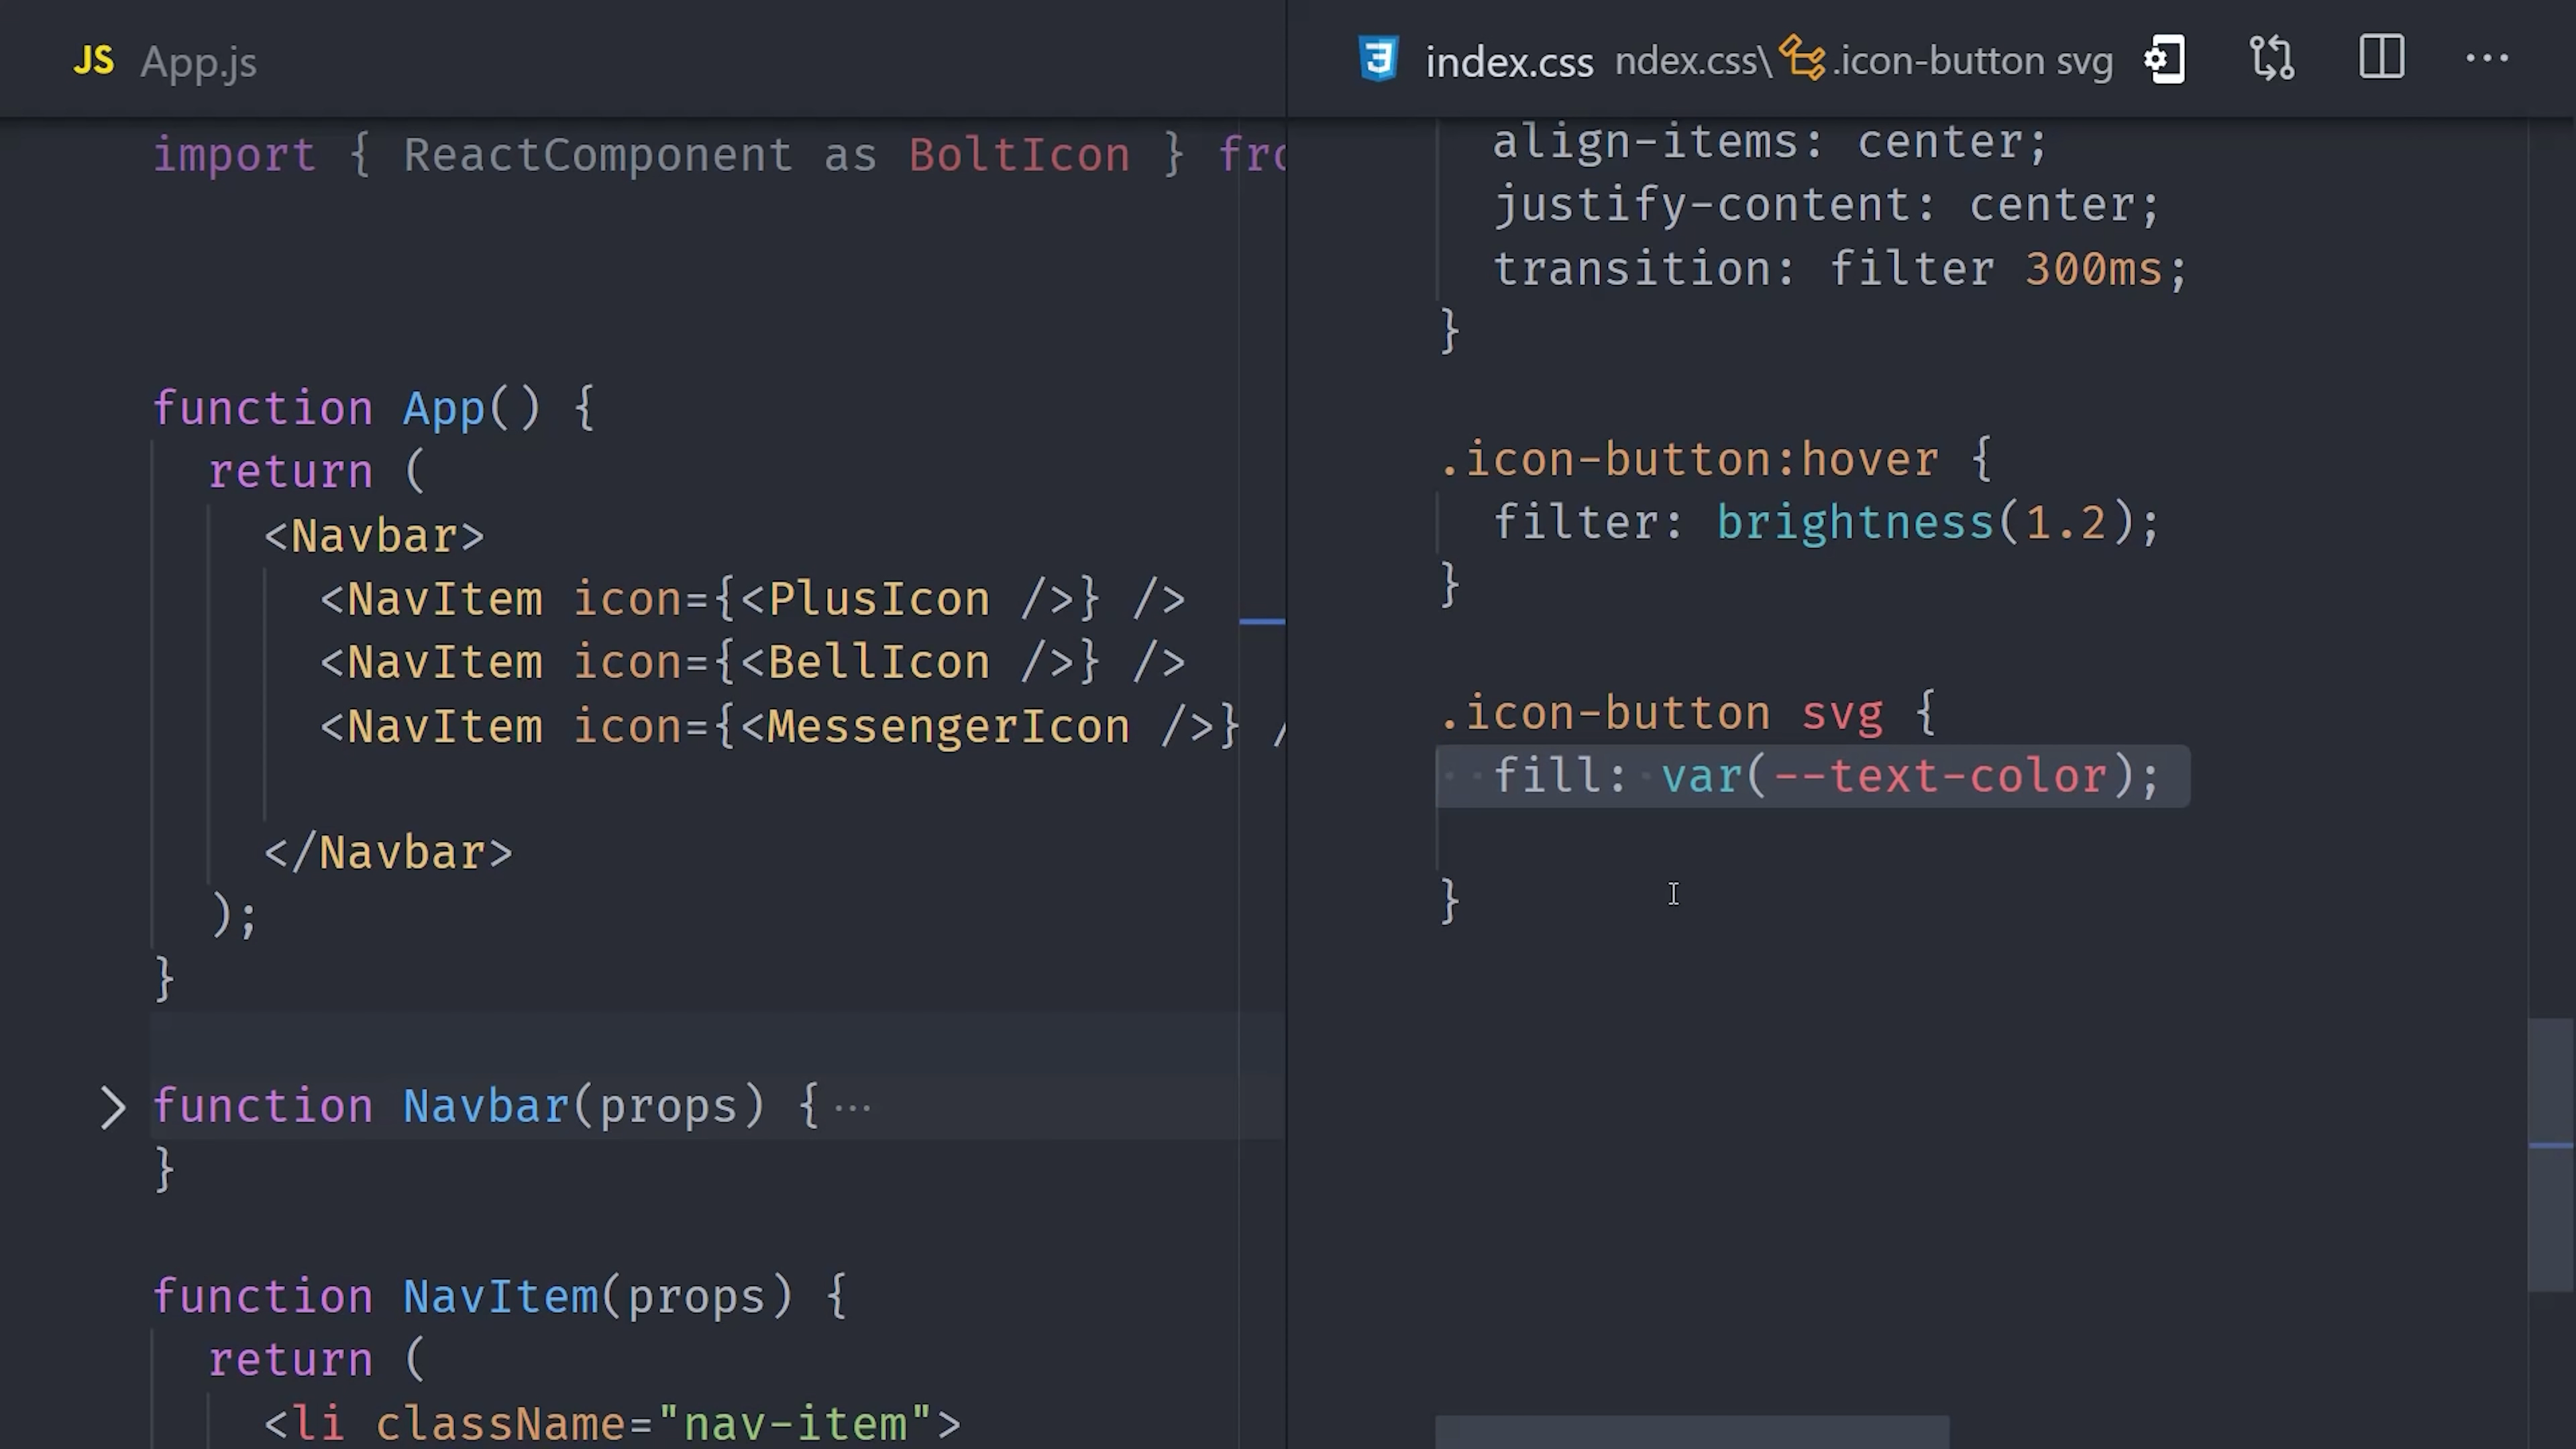 JS App.js
import { ReactComponent as BoltIcon } fro
function App() {
return (
<Navbar>
<NavItem icon={<PlusIcon />} />
<NavItem icon={<BellIcon />} />
<NavItem icon={<MessengerIcon />} /
</Navbar>
);
}
function Navbar(props) {···
}
function NavItem(props) {
return (
<li className="nav-item">
index.css ndex.css\ .icon-button svg ···
align-items: center;
justify-content: center;
transition: filter 300ms;
}
.icon-button:hover {
filter: brightness(1.2);
}
.icon-button svg {
fill: var(--text-color);
}